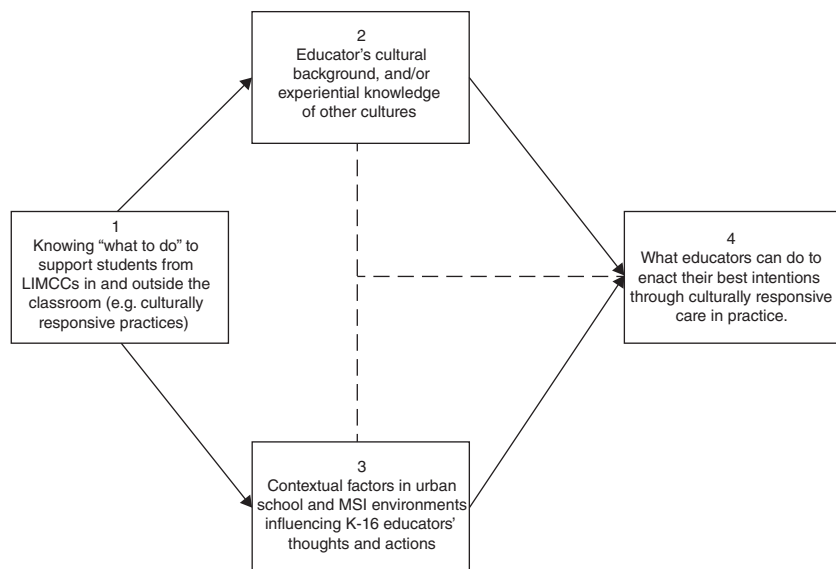 2
Educator's cultural
background, and/or
experiential knowledge
of other cultures
1
Knowing “what to do” to
support students from
LIMCCs in and outside the
classroom (e.g. culturally
responsive practices)
4
What educators can do to
enact their best intentions
through culturally responsive
care in practice.
3
Contextual factors in urban
school and MSI environments
influencing K-16 educators'
thoughts and actions